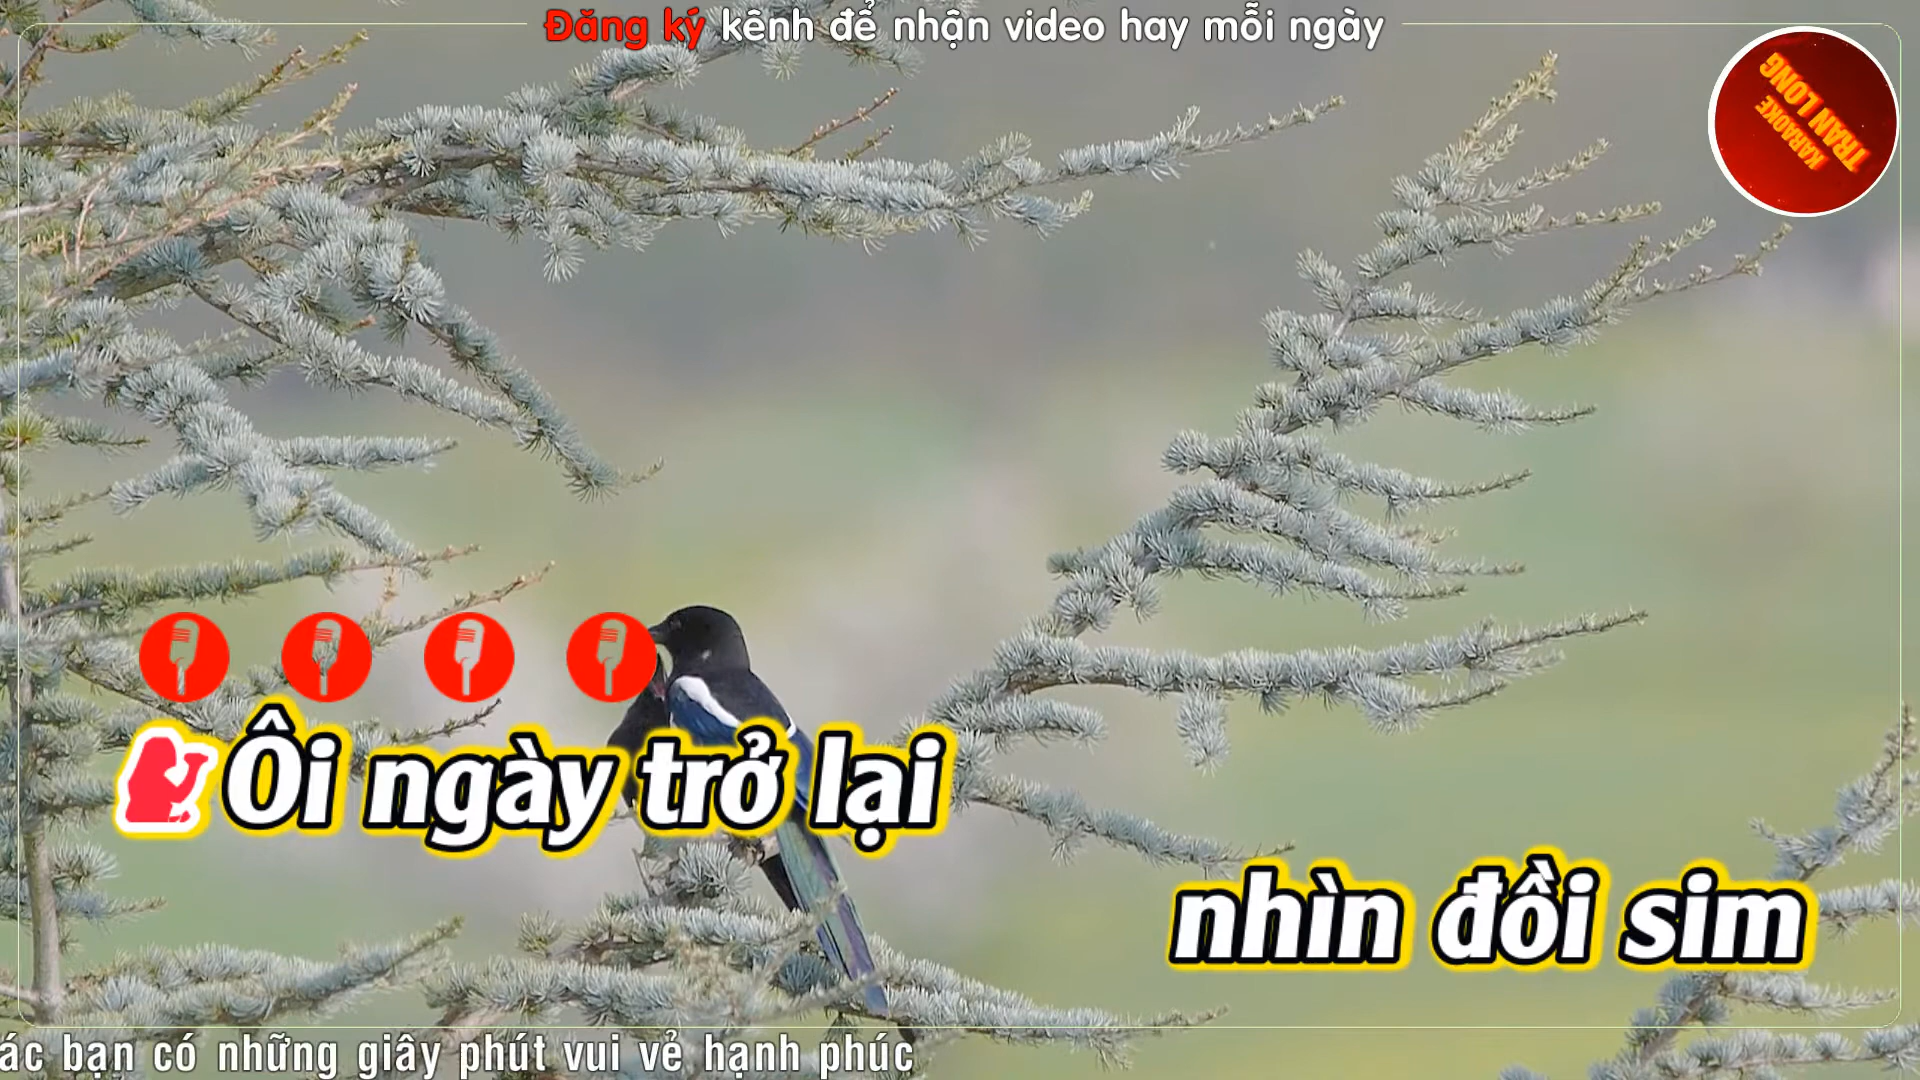 Đăng ký kênh để nhận video hay mỗi ngày
KARAOKE
TRAN LONG
Ôi ngày trở lại
nhìn đồi sim
ác bạn có những giây phút vui vẻ hạnh phúc